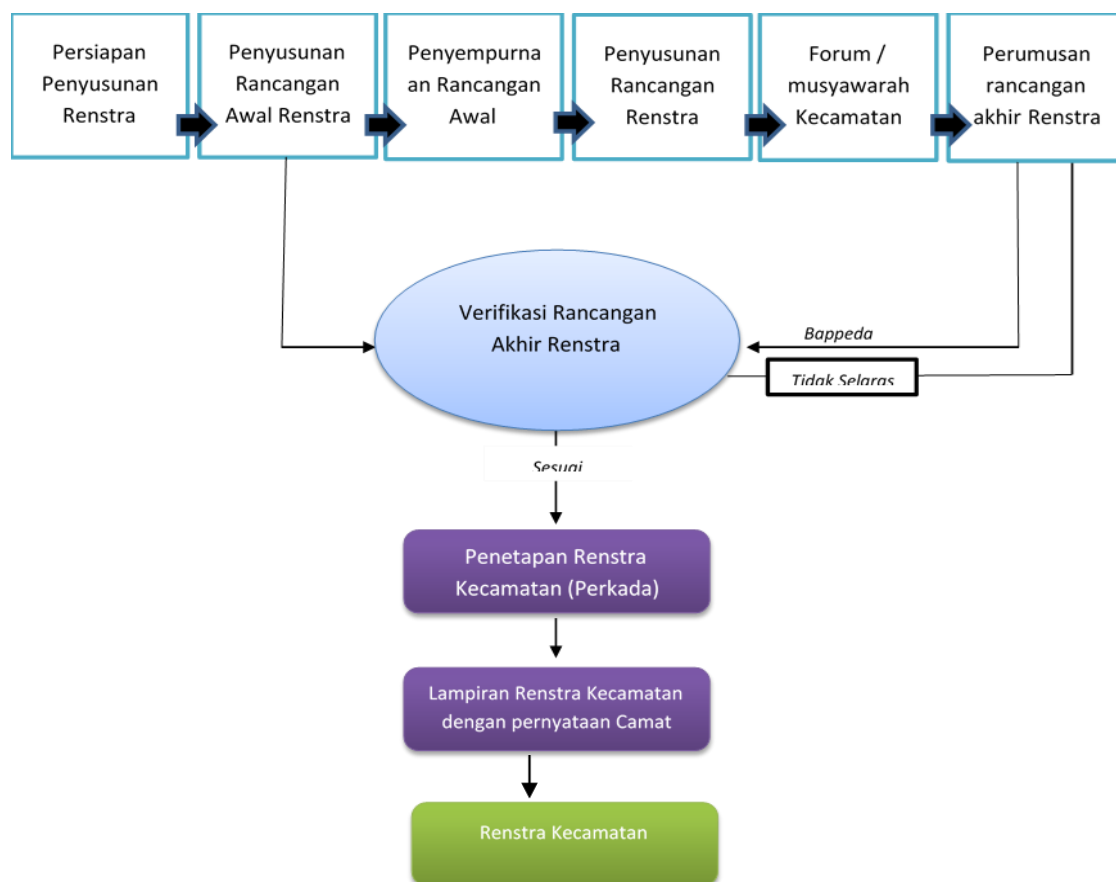 Persiapan
Penyusunan
Renstra
Penyusunan
Rancangan
Awal Renstra
Penyempurna
an Rancangan
Awal
Penyusunan
Rancangan
Renstra
Forum /
musyawarah
Kecamatan
Perumusan
rancangan
akhir Renstra
Verifikasi Rancangan
Akhir Renstra
Bappeda
Tidak Selaras
Sesuai
Penetapan Renstra
Kecamatan (Perkada)
Lampiran Renstra Kecamatan
dengan pernyataan Camat
Renstra Kecamatan